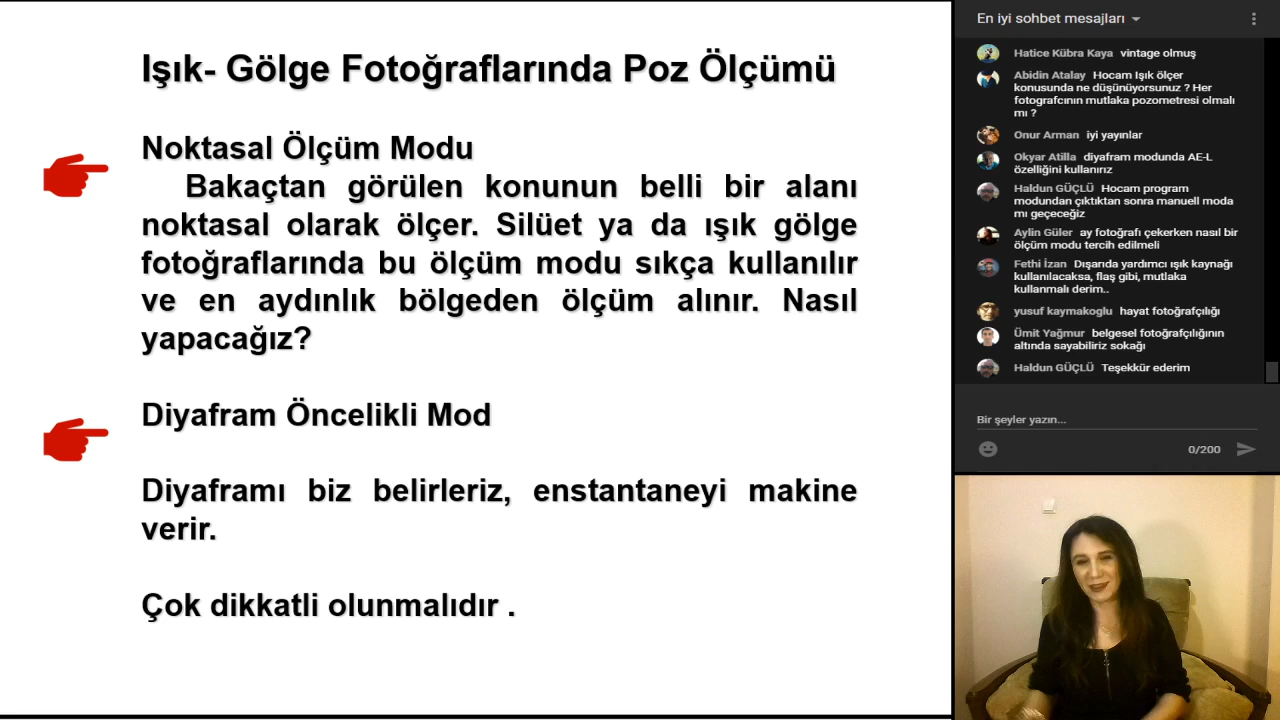 Işık- Gölge Fotoğraflarında Poz Ölçümü
Noktasal Ölçüm Modu
Bakaçtan görülen konunun belli bir alanı
noktasal olarak ölçer. Silüet ya da ışık gölge
fotoğraflarında bu ölçüm modu sıkça kullanılır
ve en aydınlık bölgeden ölçüm alınır. Nasıl
yapacağız?
Diyafram Öncelikli Mod
Diyaframı biz belirleriz, enstantaneyi makine
verir.
Çok dikkatli olunmalıdır .
En iyi sohbet mesajları
Hatice Kübra Kaya vintage olmuş
Abidin Atalay Hocam Işık ölçer
konusunda ne düşünüyorsunuz ? Her
fotografcının mutlaka pozometresi olmalı
mı ?
Onur Arman iyi yayınlar
Okyar Atilla diyafram modunda AE-L
özelliğini kullanırız
Haldun GÜÇLÜ Hocam program
modundan çıktıktan sonra manuell moda
mı geçeceğiz
Aylin Güler ay fotoğrafı çekerken nasıl bir
ölçüm modu tercih edilmeli
Fethi İzan Dışarıda yardımcı ışık kaynağı
kullanılacaksa, flaş gibi, mutlaka
kullanmalı derim..
yusuf kaymakoglu hayat fotoğrafçılığı
Ümit Yağmur belgesel fotoğrafçılığının
altında sayabiliriz sokağı
Haldun GÜÇLÜ Teşekkür ederim
Bir şeyler yazın...
0/200